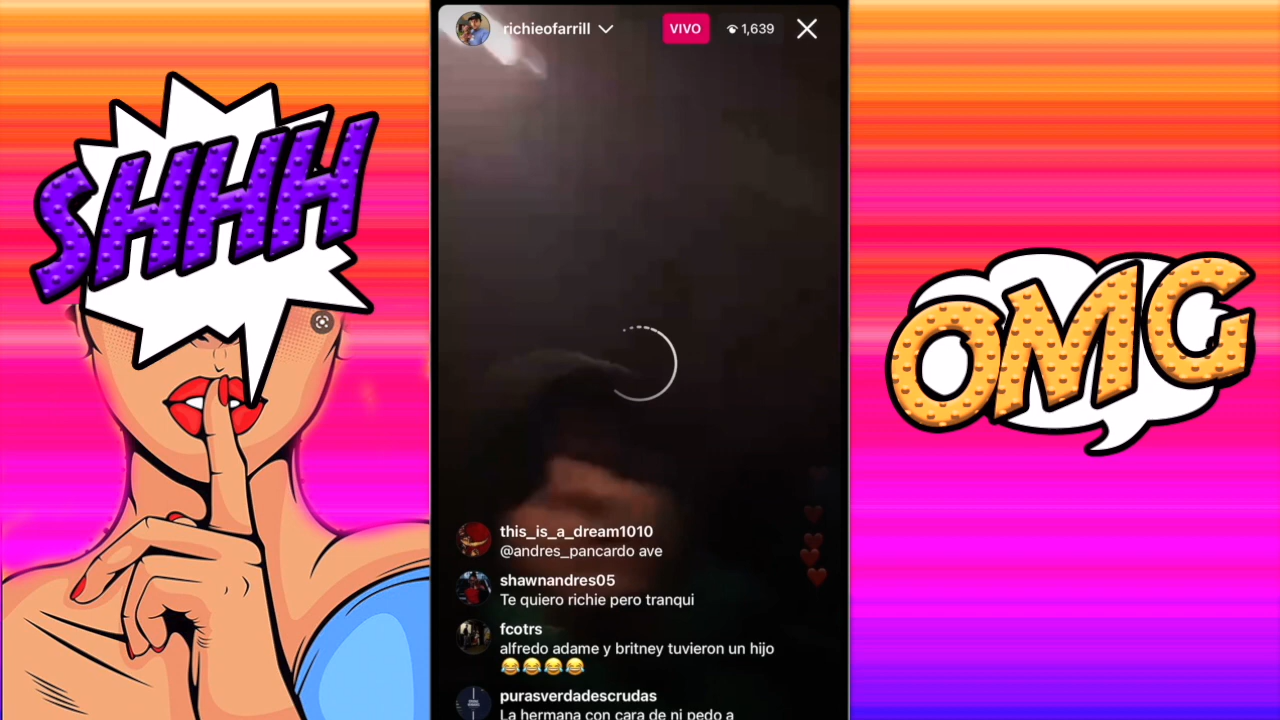 SHHH
richieofarrill
VIVO
1,639
OMG
this_is_a_dream1010
@andres_pancardo ave
shawnandres05
Te quiero richie pero tranqui
fcotrs
alfredo adame y britney tuvieron un hijo
😂😂😂😂
purasverdadescrudas
La hermana con cara de ni pedo a